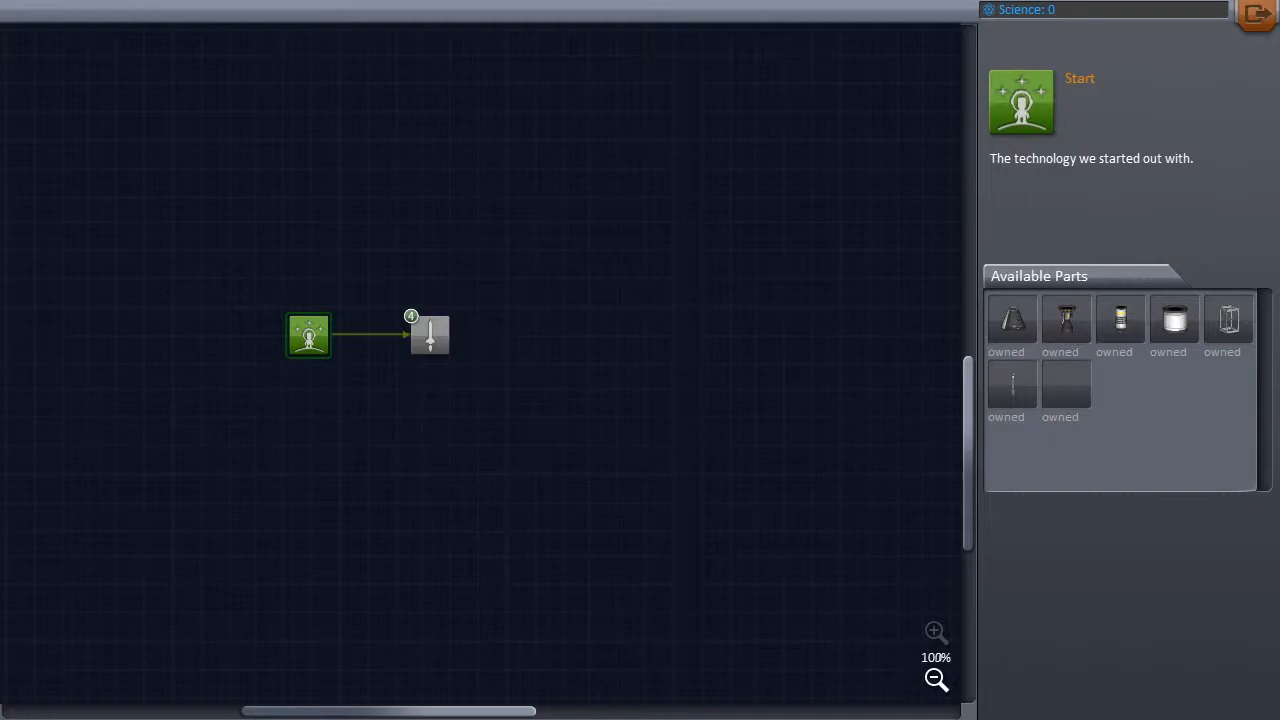 Science: 0
Start
The technology we started out with.
Available Parts
owned owned owned owned owned
owned owned
4
100%